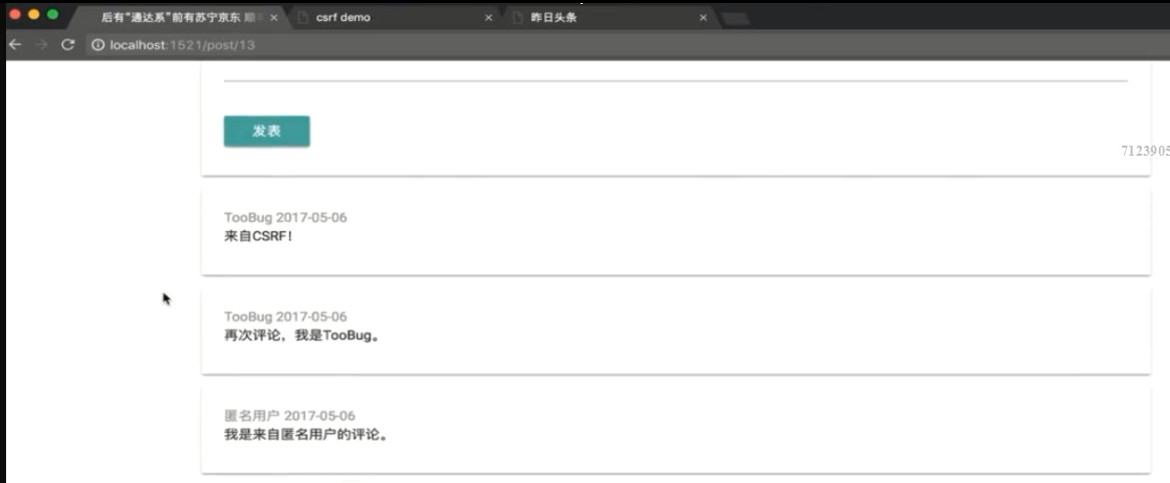 后有“通达系”前有苏宁京东 顺
csrf demo
昨日头条
localhost:1521/post/13
发表
7123905
TooBug 2017-05-06
来自CSRF！
TooBug 2017-05-06
再次评论，我是TooBug。
匿名用户 2017-05-06
我是来自匿名用户的评论。